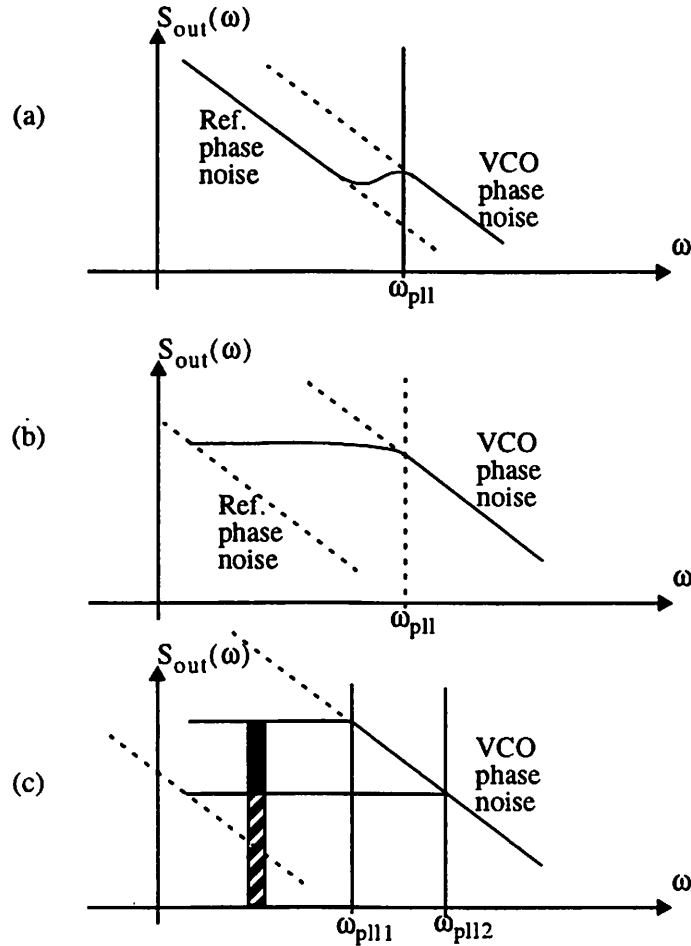 S_out(ω)
(a)
Ref.
phase
noise
VCO
phase
noise
ω
ω_pll
S_out(ω)
(b)
VCO
phase
noise
Ref.
phase
noise
ω
ω_pll
S_out(ω)
VCO
phase
noise
(c)
ω
ω_pll1
ω_pll2